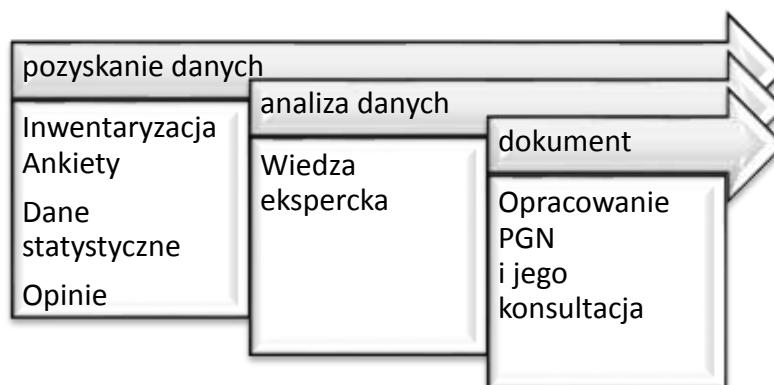 pozyskanie danych
Inwentaryzacja
Ankiety
Dane
statystyczne
Opinie
analiza danych
Wiedza
ekspercka
dokument
Opracowanie
PGN
i jego
konsultacja